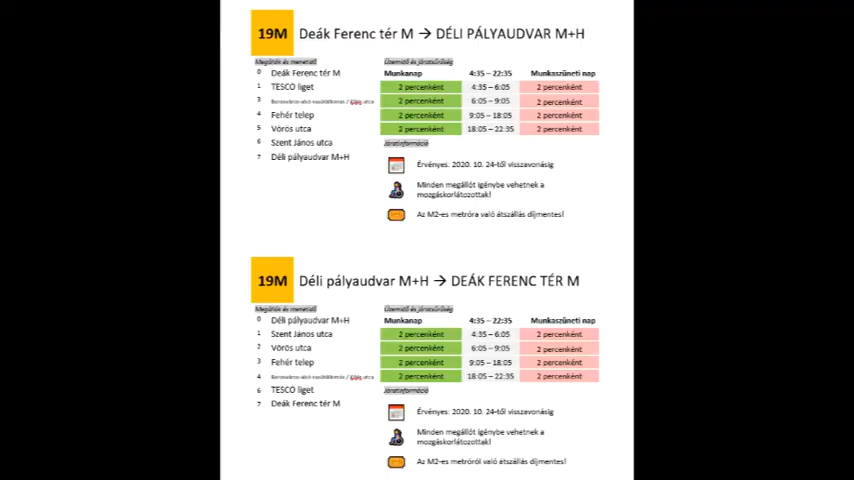 19M Deák Ferenc tér M → DÉLI PÁLYAUDVAR M+H
Megállók és menetidő Üzemidő és járatsűrűség
0 Deák Ferenc tér M Munkanap 4:35 – 22:35 Munkaszüneti nap
1 TESCO liget 2 percenként 4:35 – 6:05 2 percenként
3 utca 2 percenként 6:05 – 9:05 2 percenként
4 Fehér telep 2 percenként 9:05 – 18:05 2 percenként
5 Vörös utca 2 percenként 18:05 – 22:35 2 percenként
6 Szent János utca Járatinformáció
7 Déli pályaudvar M+H
Érvényes: 2020. 10. 24-től visszavonásig
Minden megállót igénybe vehetnek a
mozgáskorlátozottak!
Az M2-es metróra való átszállás díjmentes!
19M Déli pályaudvar M+H → DEÁK FERENC TÉR M
Megállók és menetidő Üzemidő és járatsűrűség
0 Déli pályaudvar M+H Munkanap 4:35 – 22:35 Munkaszüneti nap
1 Szent János utca 2 percenként 4:35 – 6:05 2 percenként
2 Vörös utca 2 percenként 6:05 – 9:05 2 percenként
3 Fehér telep 2 percenként 9:05 – 18:05 2 percenként
4 utca 2 percenként 18:05 – 22:35 2 percenként
6 TESCO liget Járatinformáció
7 Deák Ferenc tér M
Érvényes: 2020. 10. 24-től visszavonásig
Minden megállót igénybe vehetnek a
mozgáskorlátozottak!
Az M2-es metróról való átszállás díjmentes!